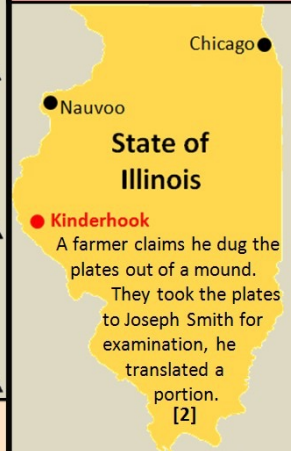 Chicago
Nauvoo
State of
Illinois
Kinderhook
A farmer claims he dug the
plates out of a mound.
They took the plates
to Joseph Smith for
examination, he
translated a
portion.
[2]